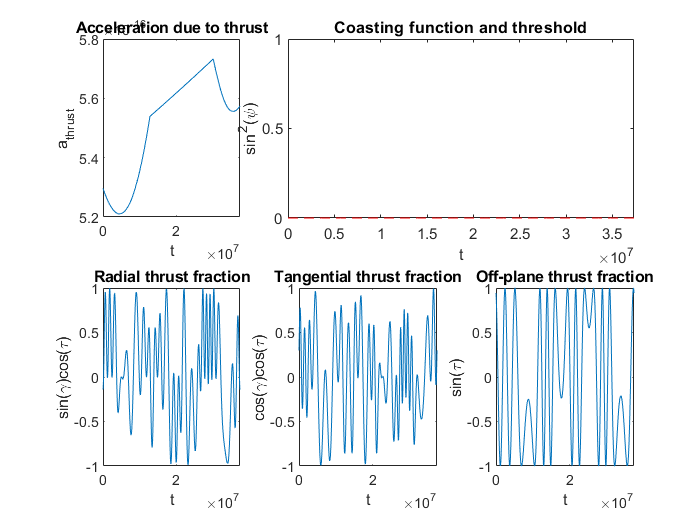 Acceleration due to thrust
Coasting function and threshold
5.8
5.6
5.4
5.2
a_thrust
0 2
t
×10^7
1
0.5
0
sin^2(ψ)
0 0.5 1 1.5 2 2.5 3 3.5
t
×10^7
Radial thrust fraction
Tangential thrust fraction
Off-plane thrust fraction
1
0.5
0
-0.5
-1
sin(γ)cos(τ)
0 2
t
×10^7
1
0.5
0
-0.5
-1
cos(γ)cos(τ)
0 2
t
×10^7
1
0.5
0
-0.5
-1
sin(τ)
0 2
t
×10^7